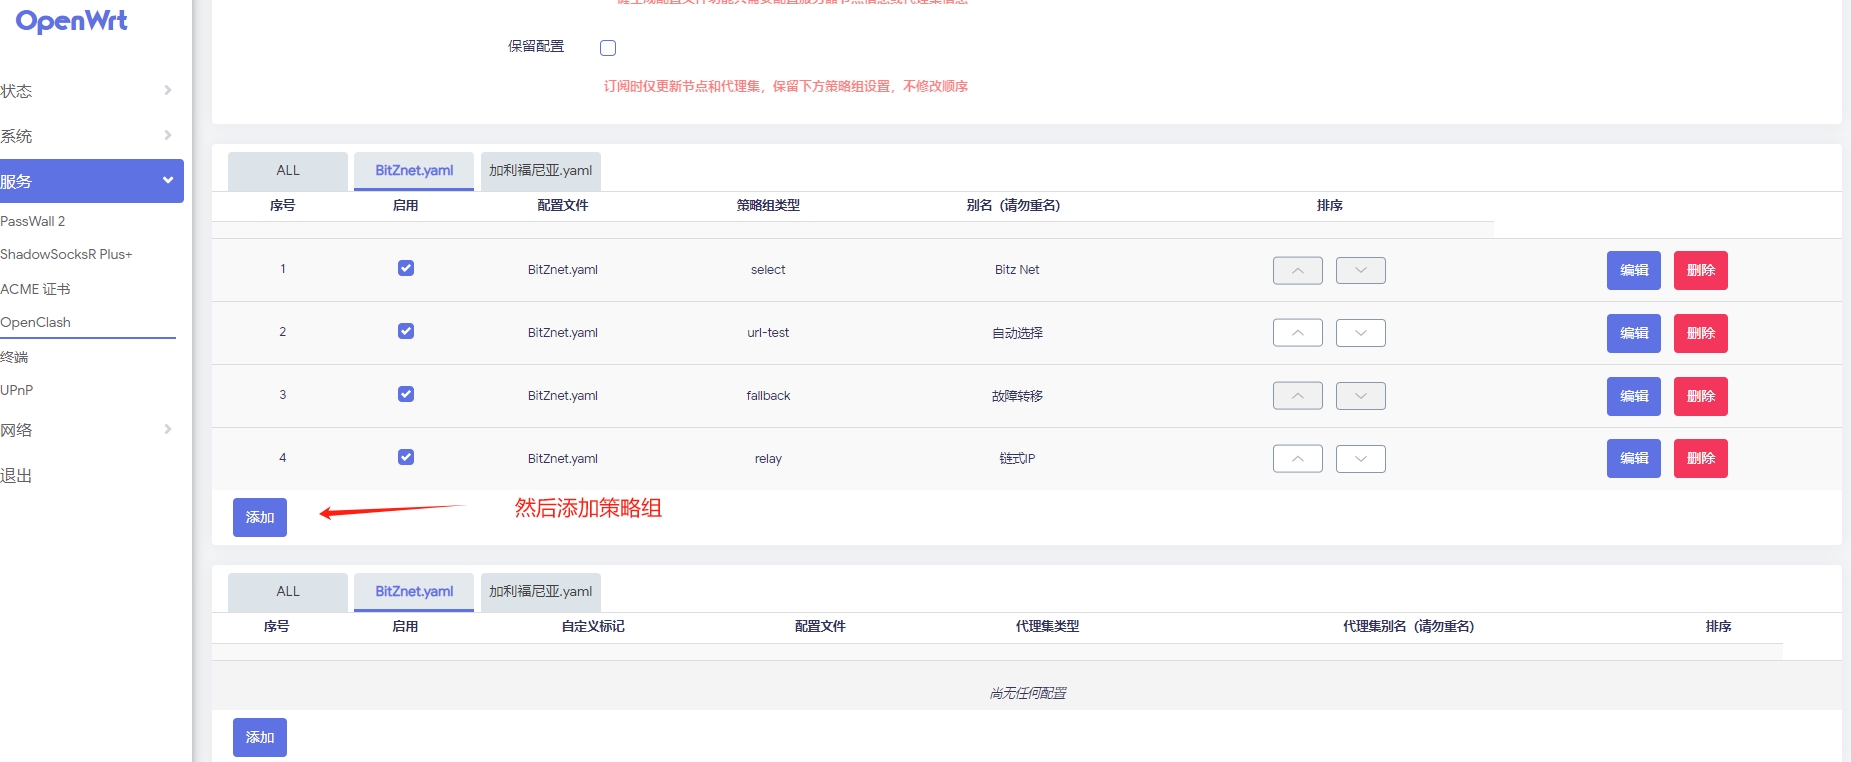 OpenWrt
状态
系统
服务
PassWall 2
ShadowSocksR Plus+
ACME 证书
OpenClash
终端
UPnP
网络
退出
保留配置
订阅时仅更新节点和代理集，保留下方策略组设置，不修改顺序
ALL BitZnet.yaml 加利福尼亚.yaml
序号 启用 配置文件 策略组类型 别名（请勿重名） 排序
1 BitZnet.yaml select Bitz Net 编辑 删除
2 BitZnet.yaml url-test 自动选择 编辑 删除
3 BitZnet.yaml fallback 故障转移 编辑 删除
4 BitZnet.yaml relay 链式IP 编辑 删除
添加 然后添加策略组
ALL BitZnet.yaml 加利福尼亚.yaml
序号 启用 自定义标记 配置文件 代理集类型 代理集别名（请勿重名） 排序
尚无任何配置
添加